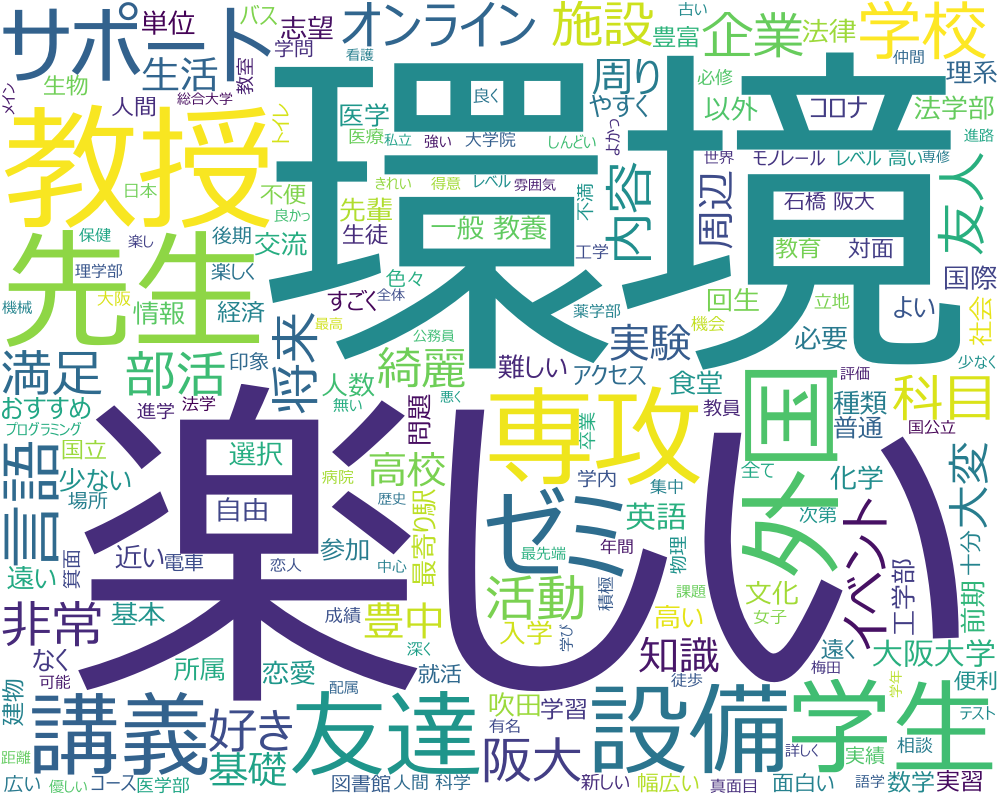 サポート
単位
バス
志望
オンライン
施設
古い
豊富
企業
法律
学校
仲間
理系
メイン
生物
生活
総合大学
教室
学問
看護
環境
周り
やすく
必修
以外
コロナ
法学部
進路
人間
教授
トイレ
医学
医療
私立
良く
強い
大学院
しんどい
よかっ
世界
モノレール
レベル 高い
専修
日本
不便
良かっ
きれい
得意
レベル
雰囲気
不満
内容
周辺
石橋 阪大
友人
先生
保健
楽し
後期
交流
先輩
生徒
一般 教養
工学
教育
対面
理学部
楽しく
色々
全体
薬学部
回生
立地
国際
機械
大阪
情報
経済
すごく
最高
公務員
機会
必要
よい
社会
満足
部活
印象
将来
人数
綺麗
難しい
アクセス
実験
食堂
少なく
おすすめ
進学
法学
無い
悪く
問題
教員
外国
評価
種類
科目
プログラミング
国立
選択
楽しい
専攻
卒業
普通
国公立
言語
少ない
場所
病院
高校
ゼミ
学内
集中
全て
化学
大変
自由
歴史
最寄り駅
英語
次第
イベント
遠い
箕面
近い
電車
恋人
参加
中心
最先端
年間
物理
工学部
十分
前期
非常
基本
成績
豊中
活動
積極
課題
文化
女子
なく
可能
所属
恋愛
配属
深く
就活
入学
学び
知識
高い
徒歩
梅田
遠く
大阪大学
建物
講義
好き
友達
吹田
有名
学習
設備
学生
学年
便利
テスト
距離
基礎
阪大
詳しく
実績
相談
広い
優しい
コース
医学部
図書館
人間 科学
新しい
幅広い
真面目
面白い
語学
数学
実習